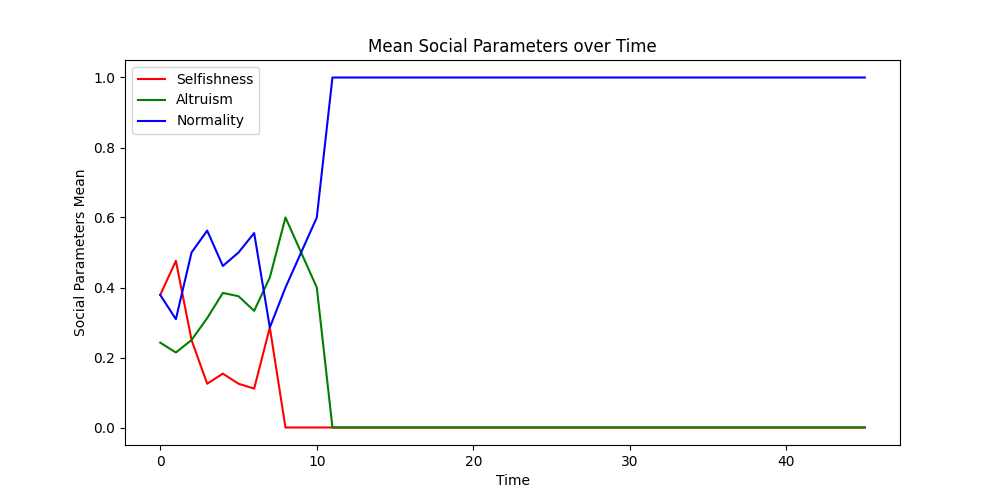 Mean Social Parameters over Time
Selfishness
Altruism
Normality
Social Parameters Mean
1.0
0.8
0.6
0.4
0.2
0.0
0
10
20
30
40
Time